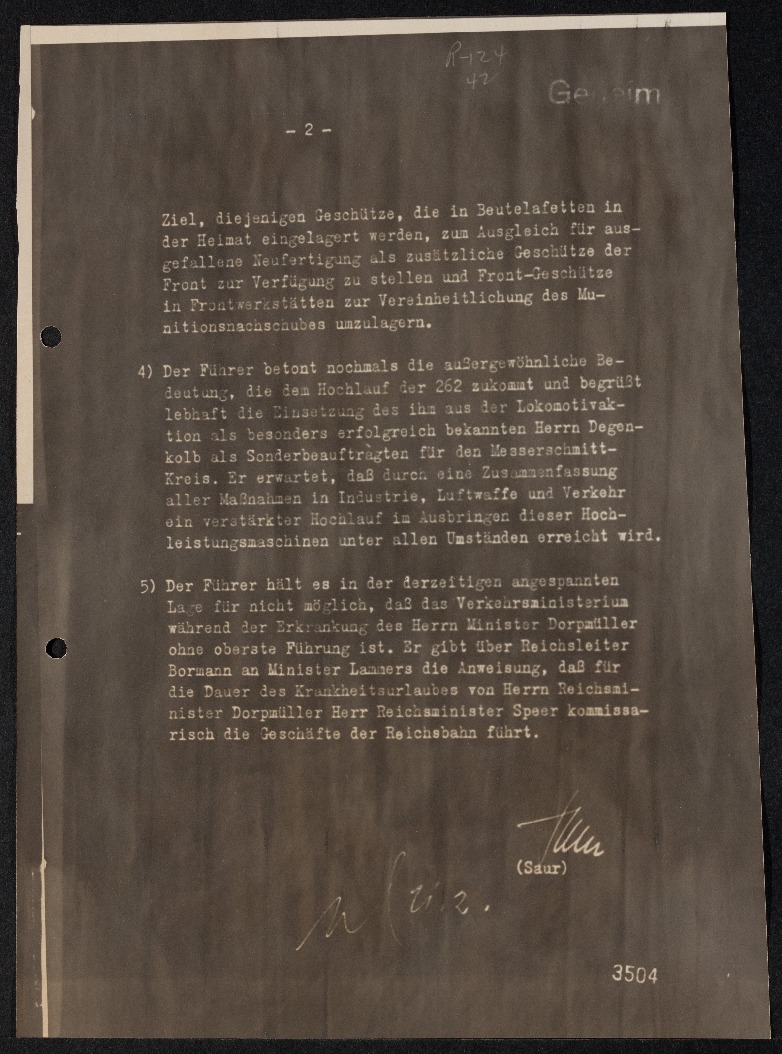 R-124
42
Geheim
- 2 -
Ziel, diejenigen Geschütze, die in Beutelafetten in
der Heimat eingelagert werden, zum Ausgleich für aus-
gefallene Neufertigung als zusätzliche Geschütze der
Front zur Verfügung zu stellen und Front-Geschütze
in Frontwerkstätten zur Vereinheitlichung des Mu-
nitionsnachschubes umzulagern.
4) Der Führer betont nochmals die außergewöhnliche Be-
deutung, die dem Hochlauf der 262 zukommt und begrüßt
lebhaft die Einsetzung des ihm aus der Lokomotivak-
tion als besonders erfolgreich bekannten Herrn Degen-
kolb als Sonderbeauftragten für den Messerschmitt-
Kreis. Er erwartet, daß durch eine Zusammenfassung
aller Maßnahmen in Industrie, Luftwaffe und Verkehr
ein verstärkter Hochlauf im Ausbringen dieser Hoch-
leistungsmaschinen unter allen Umständen erreicht wird.
5) Der Führer hält es in der derzeitigen angespannten
Lage für nicht möglich, daß das Verkehrsministerium
während der Erkrankung des Herrn Minister Dorpmüller
ohne oberste Führung ist. Er gibt über Reichsleiter
Bormann an Minister Lammers die Anweisung, daß für
die Dauer des Krankheitsurlaubes von Herrn Reichsmi-
nister Dorpmüller Herr Reichsminister Speer kommissa-
risch die Geschäfte der Reichsbahn führt.
(Saur)
3504